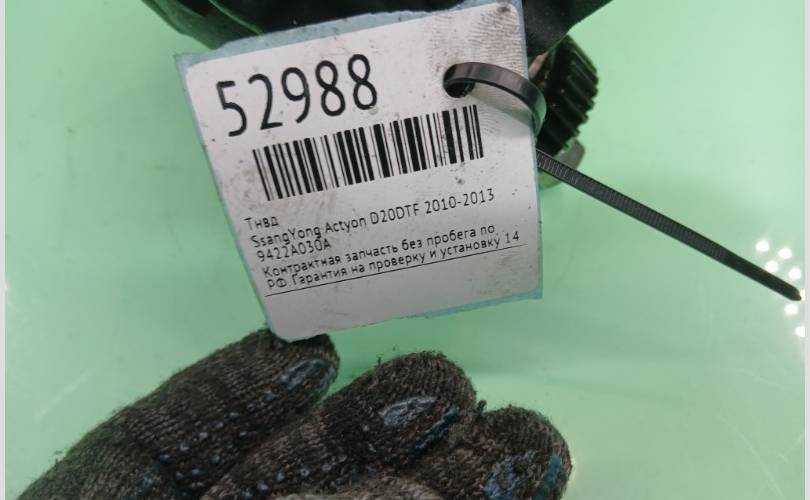 52988
Тнвд
SsangYong Actyon D20DTF 2010-2013
9422A030A
Контрактная запчасть без пробега по
РФ.Гарантия на проверку и установку 14